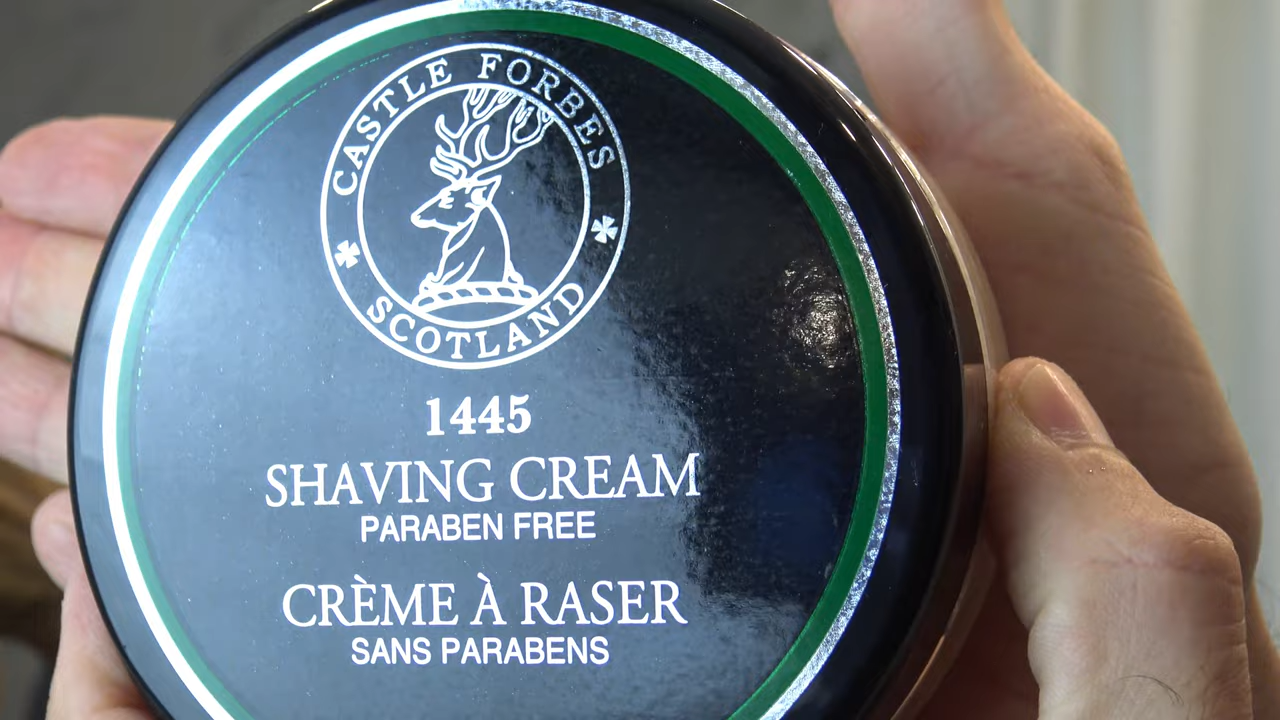 CASTLE FORBES
SCOTLAND
1445
SHAVING CREAM
PARABEN FREE
CRÈME À RASER
SANS PARABENS